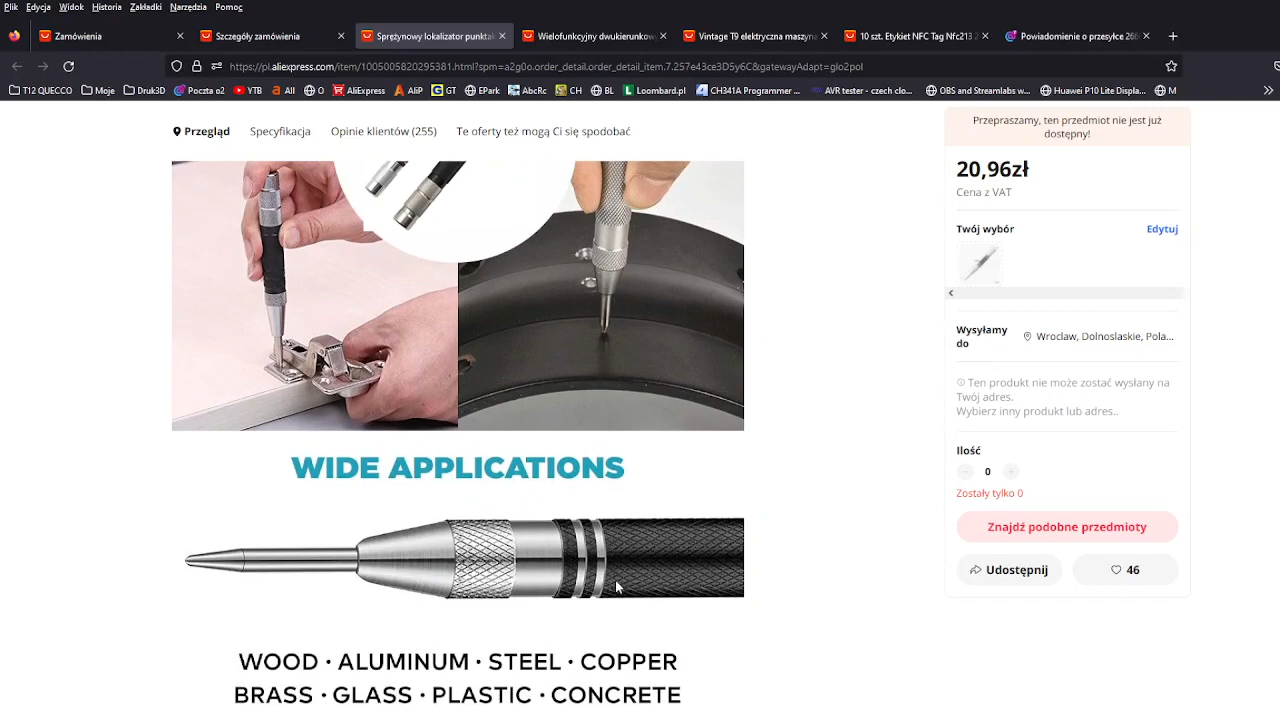 Plik Edycja Widok Historia Zakładki Narzędzia Pomoc
Zamówienia
Szczegóły zamówienia
Sprężynowy lokalizator punktak
Wielofunkcyjny dwukierunkow
Vintage T9 elektryczna maszyna
10 szt. Etykiet NFC Tag Nfc213 2
Powiadomienie o przesyłce 266
https://pl.aliexpress.com/item/1005005820295381.html?spm=a2g0o.order_detail.order_detail_item.7.257e43ce3D5y6C&gatewayAdapt=glo2pol
T12 QUECCO Moje Druk3D Poczta o2 YTB All O AliExpress AliP GT EPark AbcRc CH BL Loombard.pl CH341A Programmer ... AVR tester - czech clo... OBS and Streamlabs w... Huawei P10 Lite Displa... M
Przegląd Specyfikacja Opinie klientów (255) Te oferty też mogą Ci się spodobać
WIDE APPLICATIONS
WOOD · ALUMINUM · STEEL · COPPER
BRASS · GLASS · PLASTIC · CONCRETE
Przepraszamy, ten przedmiot nie jest już
dostępny!
20,96zł
Cena z VAT
Twój wybór Edytuj
Wysyłamy
do
Wroclaw, Dolnoslaskie, Pola...
Ten produkt nie może zostać wysłany na
Twój adres.
Wybierz inny produkt lub adres..
Ilość
0
Zostały tylko 0
Znajdź podobne przedmioty
Udostępnij 46